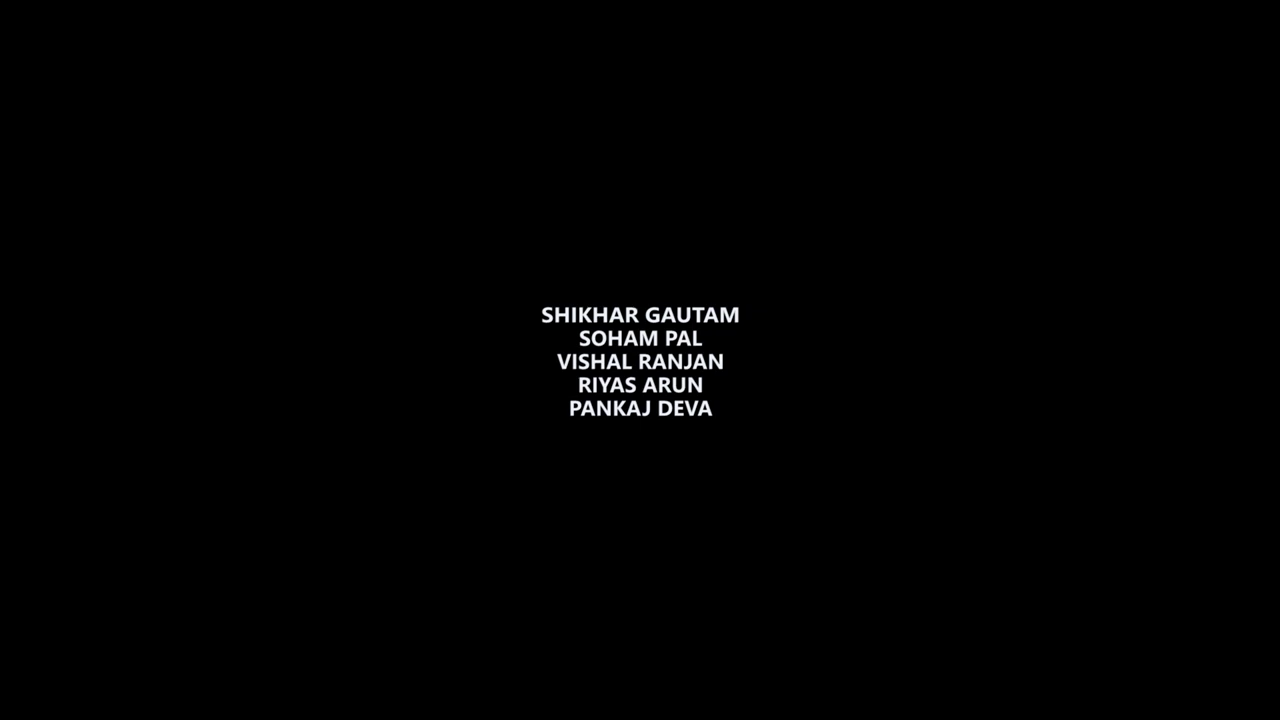 SHIKHAR GAUTAM
SOHAM PAL
VISHAL RANJAN
RIYAS ARUN
PANKAJ DEVA